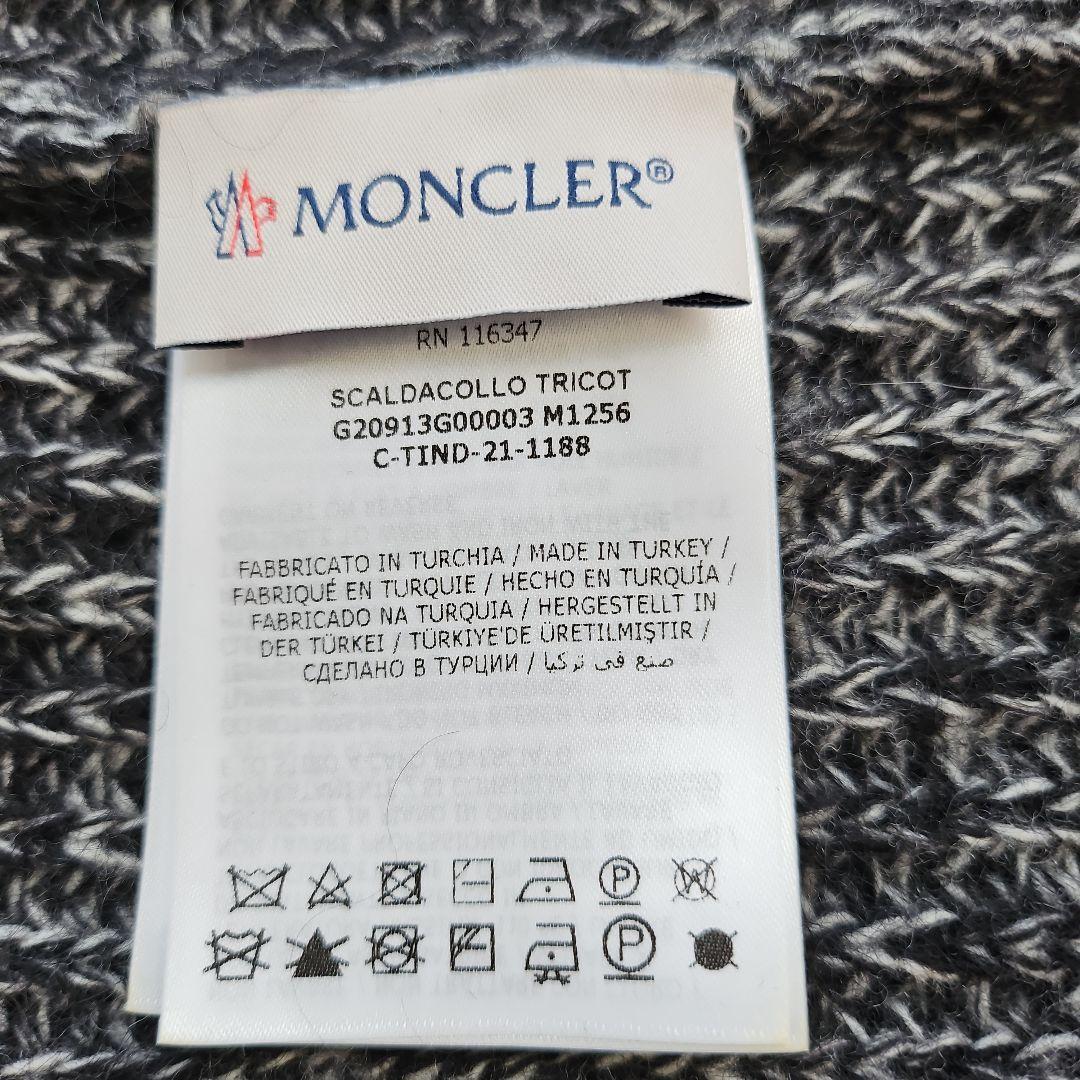 MONCLER®
RN 116347
SCALDACOLLO TRICOT
G20913G00003 M1256
C-TIND-21-1188
FABBRICATO IN TURCHIA / MADE IN TURKEY /
FABRIQUÉ EN TURQUIE / HECHO EN TURQUÍA /
FABRICADO NA TURQUIA / HERGESTELLT IN
DER TÜRKEI / TÜRKIYE'DE ÜRETILMIŞTIR /
СДЕЛАНО В ТУРЦИИ / صنع في تركيا
P W
P